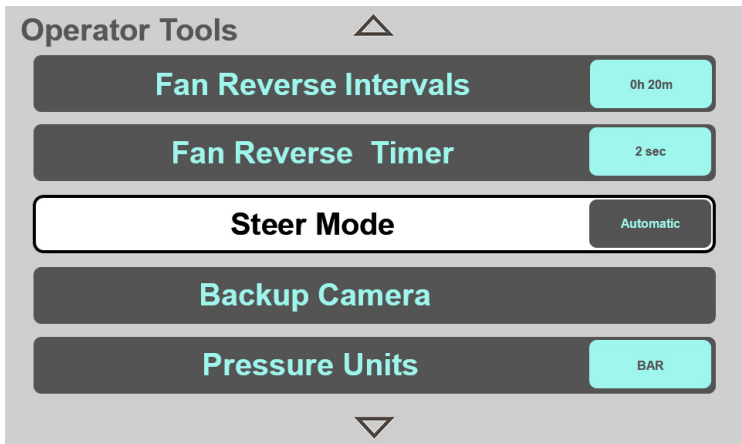 Operator Tools
Fan Reverse Intervals
0h 20m
Fan Reverse Timer
2 sec
Steer Mode
Automatic
Backup Camera
Pressure Units
BAR